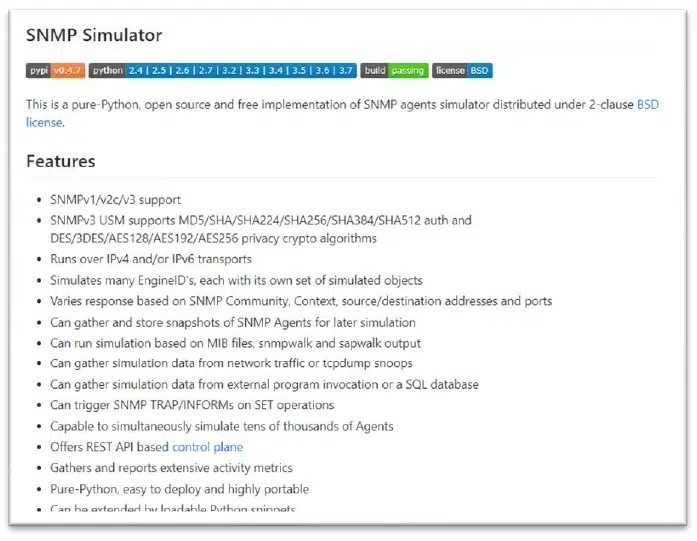 SNMP Simulator
pypi v0.4.7 python 2.4 | 2.5 | 2.6 | 2.7 | 3.2 | 3.3 | 3.4 | 3.5 | 3.6 | 3.7 build passing license BSD
This is a pure-Python, open source and free implementation of SNMP agents simulator distributed under 2-clause BSD
license.
Features
• SNMPv1/v2c/v3 support
• SNMPv3 USM supports MD5/SHA/SHA224/SHA256/SHA384/SHA512 auth and
DES/3DES/AES128/AES192/AES256 privacy crypto algorithms
• Runs over IPv4 and/or IPv6 transports
• Simulates many EngineID's, each with its own set of simulated objects
• Varies response based on SNMP Community, Context, source/destination addresses and ports
• Can gather and store snapshots of SNMP Agents for later simulation
• Can run simulation based on MIB files, snmpwalk and sapwalk output
• Can gather simulation data from network traffic or tcpdump snoops
• Can gather simulation data from external program invocation or a SQL database
• Can trigger SNMP TRAP/INFORMs on SET operations
• Capable to simultaneously simulate tens of thousands of Agents
• Offers REST API based control plane
• Gathers and reports extensive activity metrics
• Pure-Python, easy to deploy and highly portable
• Can be extended by loadable Python snippets